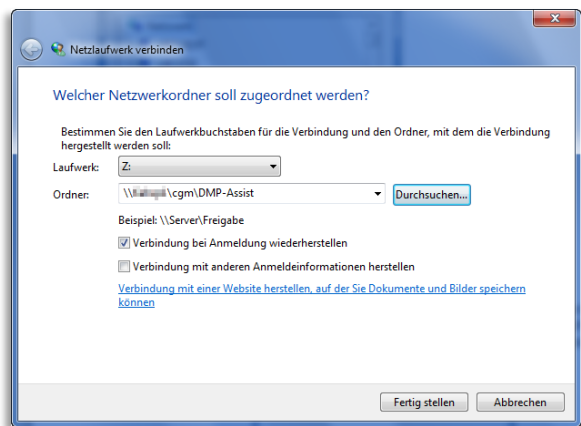 Netzlaufwerk verbinden
Welcher Netzwerkordner soll zugeordnet werden?
Bestimmen Sie den Laufwerkbuchstaben für die Verbindung und den Ordner, mit dem die Verbindung
hergestellt werden soll:
Laufwerk: Z:
Ordner: \\ \cgm\DMP-Assist Durchsuchen...
Beispiel: \\Server\Freigabe
Verbindung bei Anmeldung wiederherstellen
Verbindung mit anderen Anmeldeinformationen herstellen
Verbindung mit einer Website herstellen, auf der Sie Dokumente und Bilder speichern
können
Fertig stellen Abbrechen